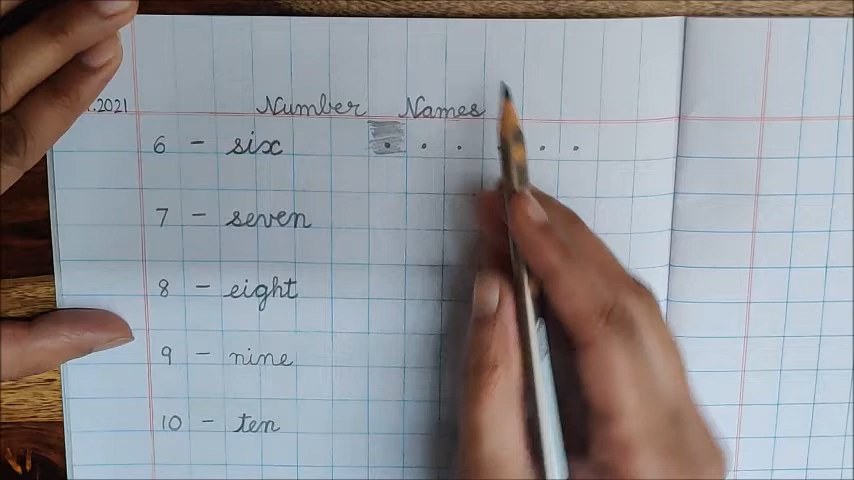 .2021
Number Names
6 - six
7 - seven
8 - eight
9 - nine
10 - ten